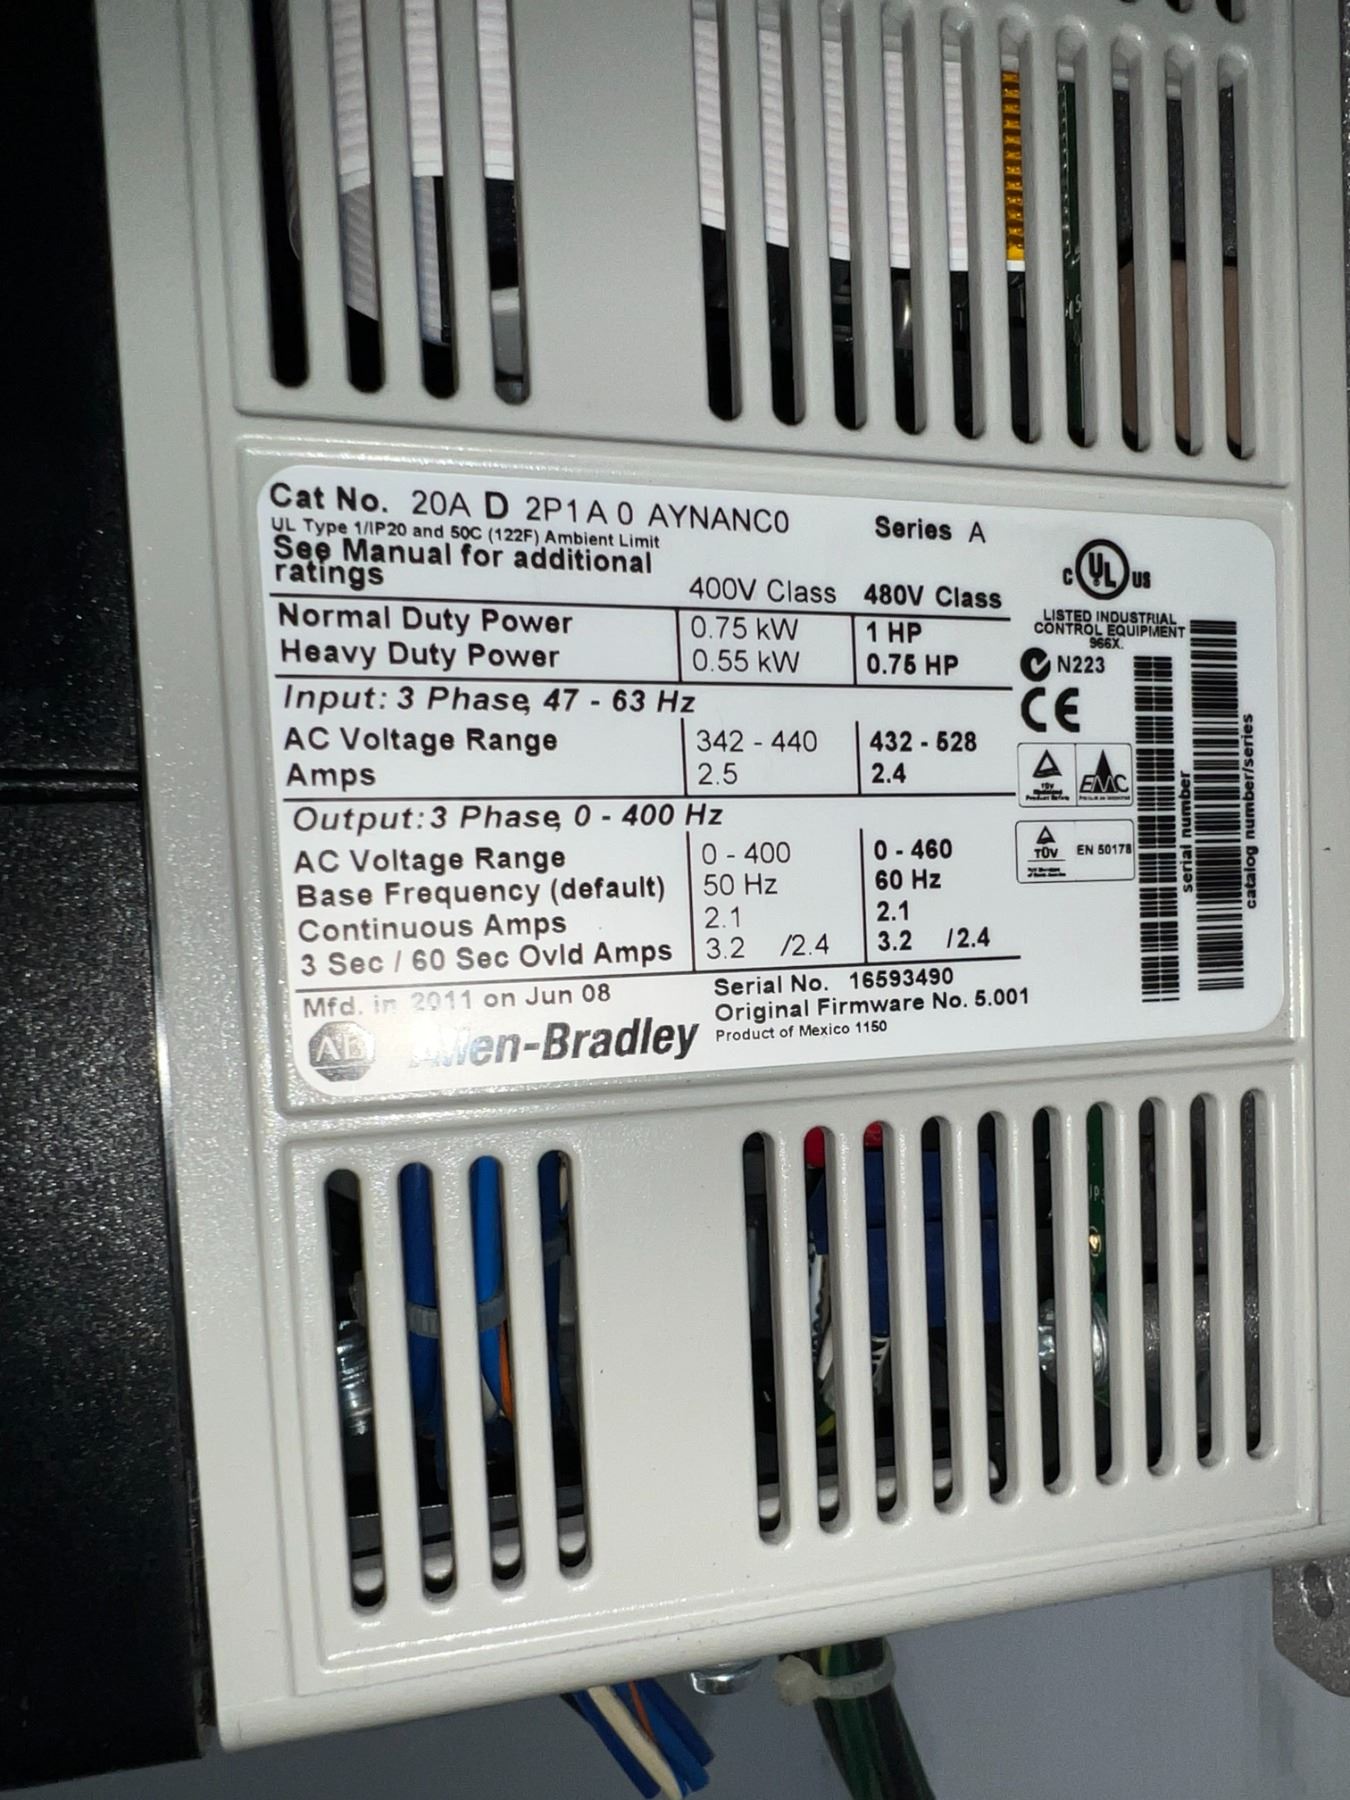 Cat No. 20A D 2P1 A 0 AYNANC0 Series A
UL Type 1/IP20 and 50C (122F) Ambient Limit
See Manual for additional
ratings
400V Class 480V Class
Normal Duty Power 0.75 kW 1 HP
Heavy Duty Power 0.55 kW 0.75 HP
Input: 3 Phase, 47 - 63 Hz
AC Voltage Range 342 - 440 432 - 528
Amps 2.5 2.4
Output: 3 Phase, 0 - 400 Hz
AC Voltage Range 0 - 400 0 - 460
Base Frequency (default) 50 Hz 60 Hz
Continuous Amps 2.1 2.1
3 Sec / 60 Sec Ovld Amps 3.2 /2.4 3.2 /2.4
Mfd. in 2011 on Jun 08
Serial No. 16593490
Original Firmware No. 5.001
Product of Mexico 1150
AB Allen-Bradley
C UL US
LISTED INDUSTRIAL
CONTROL EQUIPMENT
966X.
N223
CE
TÜV
EMC
TÜV EN 50178
serial number
catalog number/series